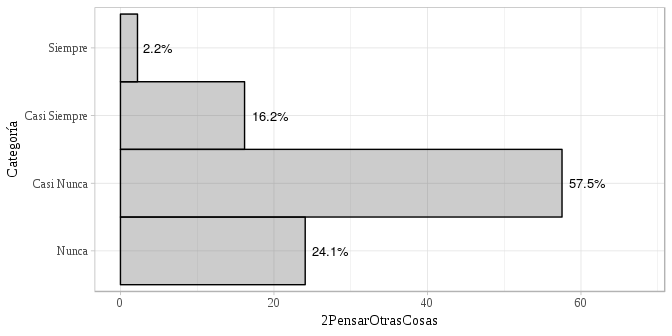 Siempre
2.2%
Casi Siempre
16.2%
Casi Nunca
57.5%
Nunca
24.1%
Categoría
0
20
40
60
2PensarOtrasCosas